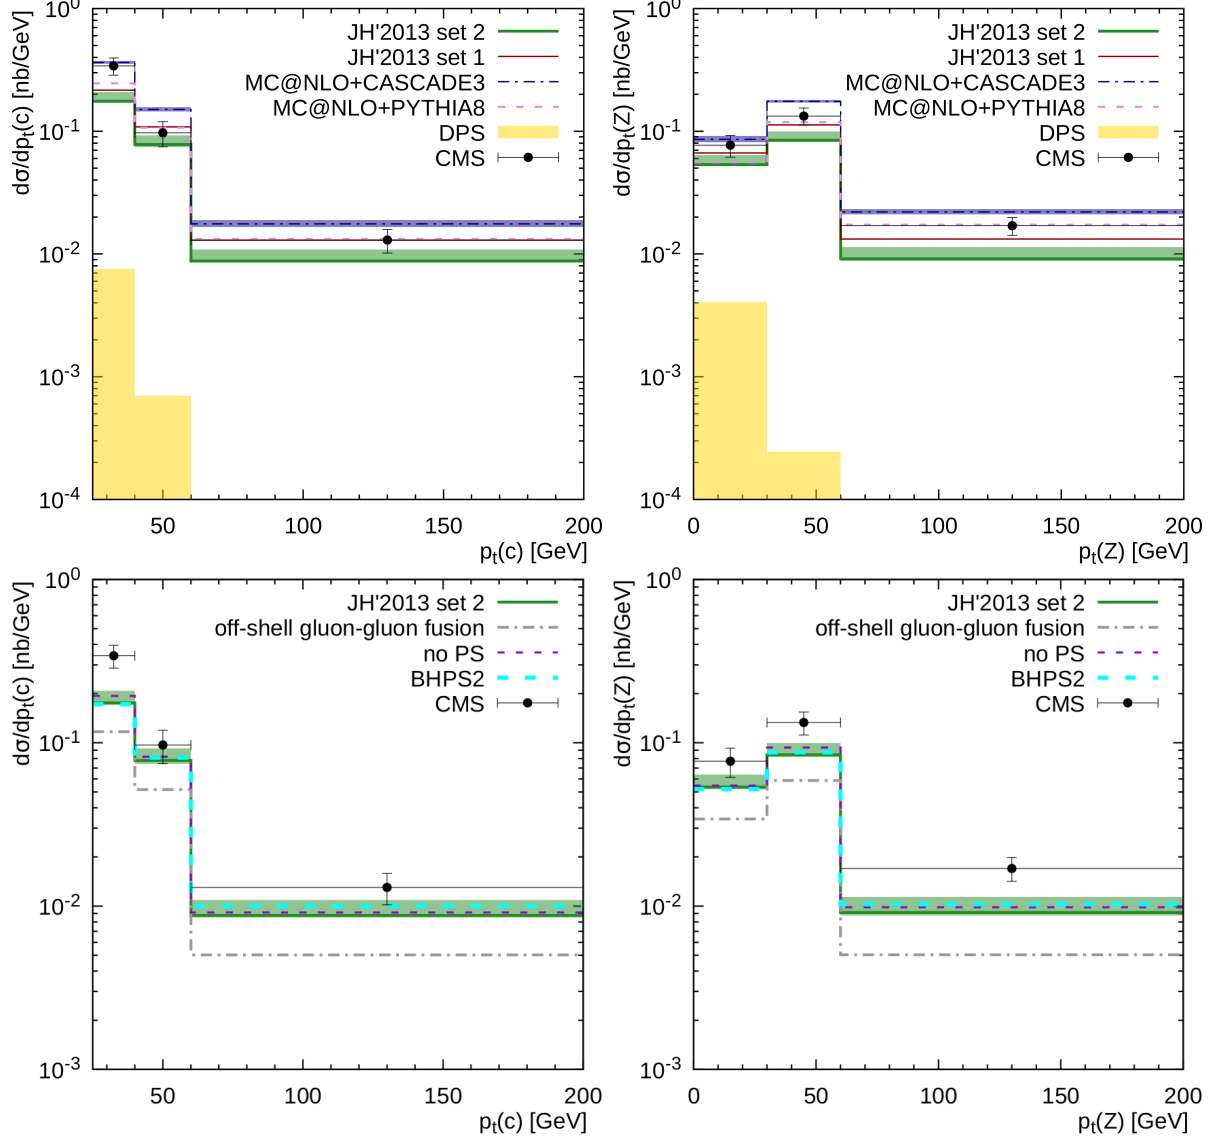 dσ/dpt(c) [nb/GeV]
10^0
10^-1
10^-2
10^-3
10^-4
JH'2013 set 2
JH'2013 set 1
MC@NLO+CASCADE3
MC@NLO+PYTHIA8
DPS
CMS
50
100
150
200
pt(c) [GeV]
dσ/dpt(Z) [nb/GeV]
10^0
10^-1
10^-2
10^-3
10^-4
JH'2013 set 2
JH'2013 set 1
MC@NLO+CASCADE3
MC@NLO+PYTHIA8
DPS
CMS
0
50
100
150
200
pt(Z) [GeV]
dσ/dpt(c) [nb/GeV]
10^0
10^-1
10^-2
10^-3
JH'2013 set 2
off-shell gluon-gluon fusion
no PS
BHPS2
CMS
50
100
150
200
pt(c) [GeV]
dσ/dpt(Z) [nb/GeV]
10^0
10^-1
10^-2
10^-3
JH'2013 set 2
off-shell gluon-gluon fusion
no PS
BHPS2
CMS
0
50
100
150
200
pt(Z) [GeV]